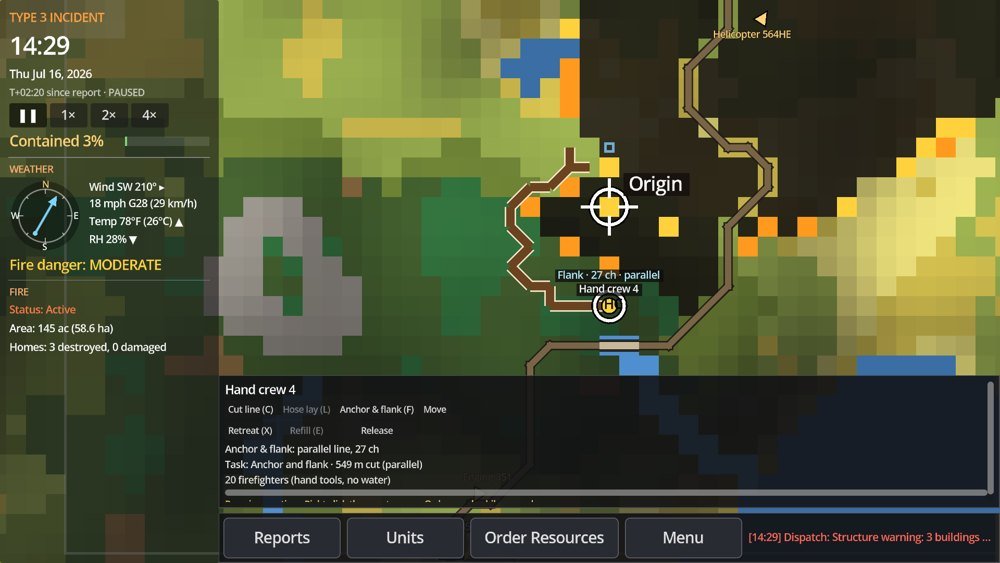 TYPE 3 INCIDENT
14:29
Thu Jul 16, 2026
T+02:20 since report · PAUSED
1× 2× 4×
Contained 3%
WEATHER
N
W E
S
Wind SW 210° ▸
18 mph G28 (29 km/h)
Temp 78°F (26°C) ▲
RH 28% ▼
Fire danger: MODERATE
FIRE
Status: Active
Area: 145 ac (58.6 ha)
Homes: 3 destroyed, 0 damaged
Helicopter 564HE
Origin
Flank · 27 ch · parallel
Hand crew 4
H
Hand crew 4
Cut line (C) Hose lay (L) Anchor & flank (F) Move
Retreat (X) Refill (E) Release
Anchor & flank: parallel line, 27 ch
Task: Anchor and flank · 549 m cut (parallel)
20 firefighters (hand tools, no water)
Reports
Units
Order Resources
Menu
[14:29] Dispatch: Structure warning: 3 buildings ...